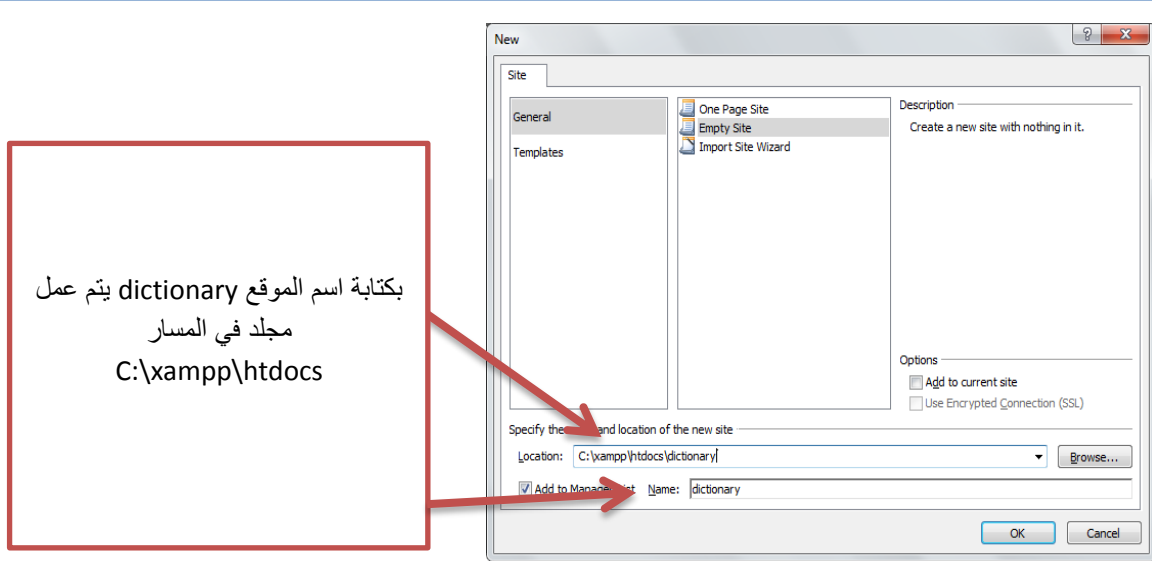 New
Site
General
Templates
One Page Site
Empty Site
Import Site Wizard
Description
Create a new site with nothing in it.
بكتابة اسم الموقع dictionary يتم عمل
مجلد في المسار
C:\xampp\htdocs
Options
Add to current site
Use Encrypted Connection (SSL)
Specify the and location of the new site
Location: C:\xampp\htdocs\dictionary
Browse...
Add to Manage List Name: dictionary
OK
Cancel